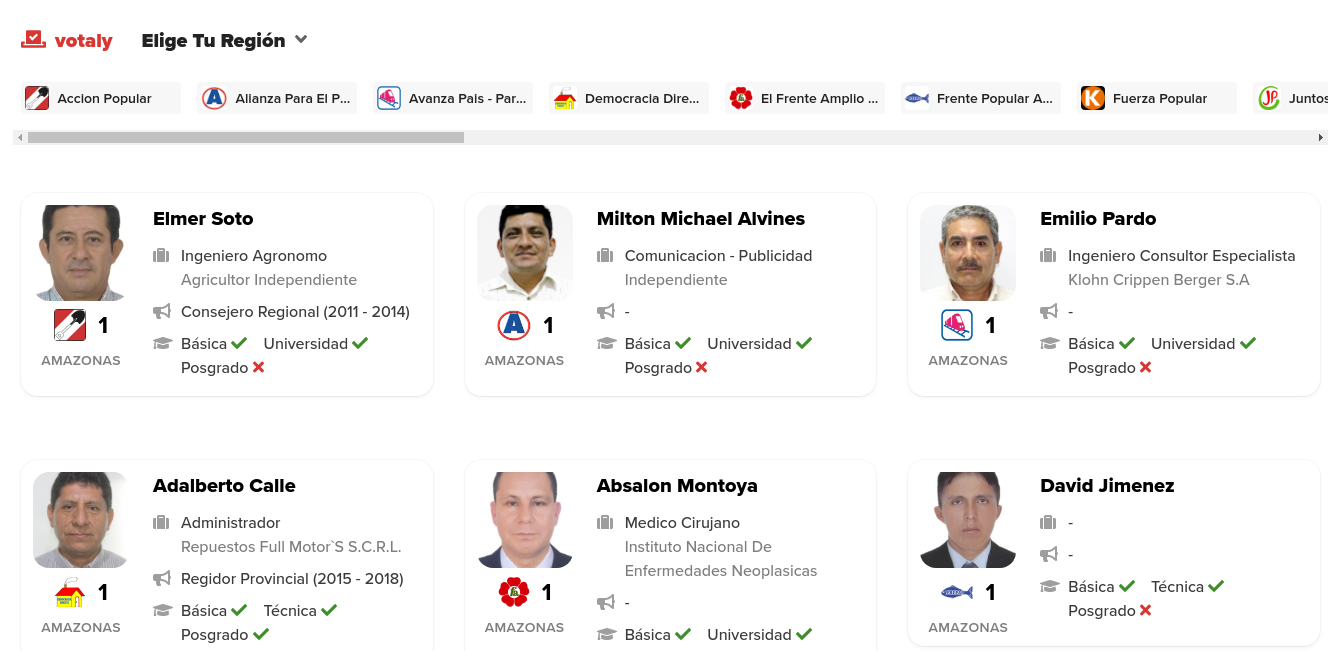 votaly Elige Tu Región
Accion Popular Alianza Para El P... Avanza Pais - Par... Democracia Dire... El Frente Amplio ... Frente Popular A... Fuerza Popular Juntos
Elmer Soto
Ingeniero Agronomo
Agricultor Independiente
Consejero Regional (2011 - 2014)
1
Básica Universidad
AMAZONAS
Posgrado
Milton Michael Alvines
Comunicacion - Publicidad
Independiente
-
A 1
Básica Universidad
AMAZONAS
Posgrado
Emilio Pardo
Ingeniero Consultor Especialista
Klohn Crippen Berger S.A
-
1
Básica Universidad
AMAZONAS
Posgrado
Adalberto Calle
Administrador
Repuestos Full Motor`S S.C.R.L.
Regidor Provincial (2015 - 2018)
1
Básica Técnica
AMAZONAS
Posgrado
Absalon Montoya
Medico Cirujano
Instituto Nacional De
Enfermedades Neoplasicas
-
1
AMAZONAS
Básica Universidad
David Jimenez
-
-
1
Básica Técnica
Posgrado
AMAZONAS